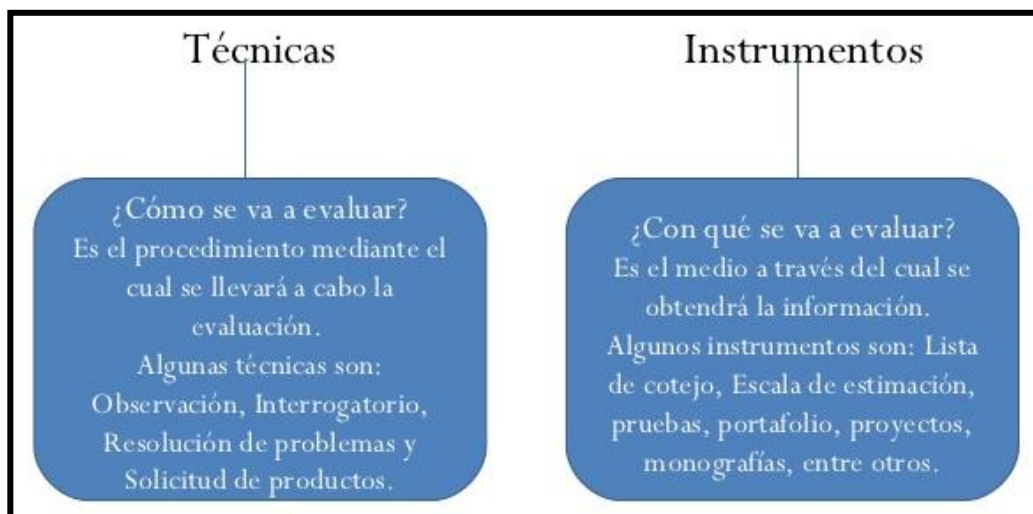 Técnicas
¿Cómo se va a evaluar?
Es el procedimiento mediante el
cual se llevará a cabo la
evaluación.
Algunas técnicas son:
Observación, Interrogatorio,
Resolución de problemas y
Solicitud de productos.
Instrumentos
¿Con qué se va a evaluar?
Es el medio a través del cual se
obtendrá la información.
Algunos instrumentos son: Lista
de cotejo, Escala de estimación,
pruebas, portafolio, proyectos,
monografías, entre otros.